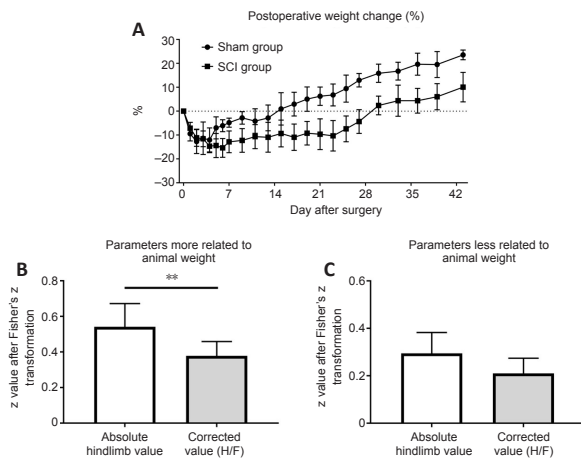 Postoperative weight change (%)
A
Sham group
SCI group
%
30
20
10
0
–10
–20
–30
0 7 14 21 28 35 42
Day after surgery
B
Parameters more related to
animal weight
**
z value after Fisher's z
transformation
0.8
0.6
0.4
0.2
0
Absolute
hindlimb value
Corrected
value (H/F)
C
Parameters less related to
animal weight
z value after Fisher's z
transformation
0.6
0.4
0.2
0
Absolute
hindlimb value
Corrected
value (H/F)